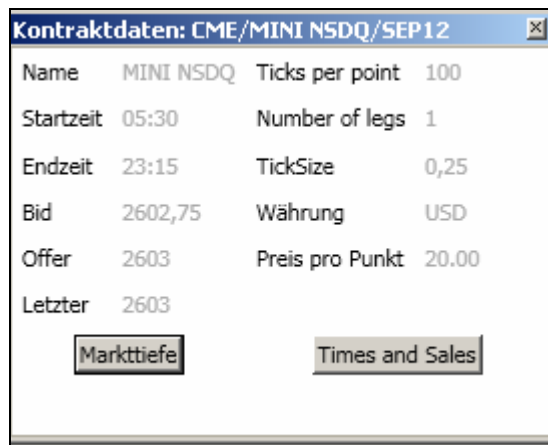 Kontraktdaten: CME/MINI NSDQ/SEP12
Name MINI NSDQ Ticks per point 100
Startzeit 05:30 Number of legs 1
Endzeit 23:15 TickSize 0,25
Bid 2602,75 Währung USD
Offer 2603 Preis pro Punkt 20.00
Letzter 2603
Markttiefe Times and Sales